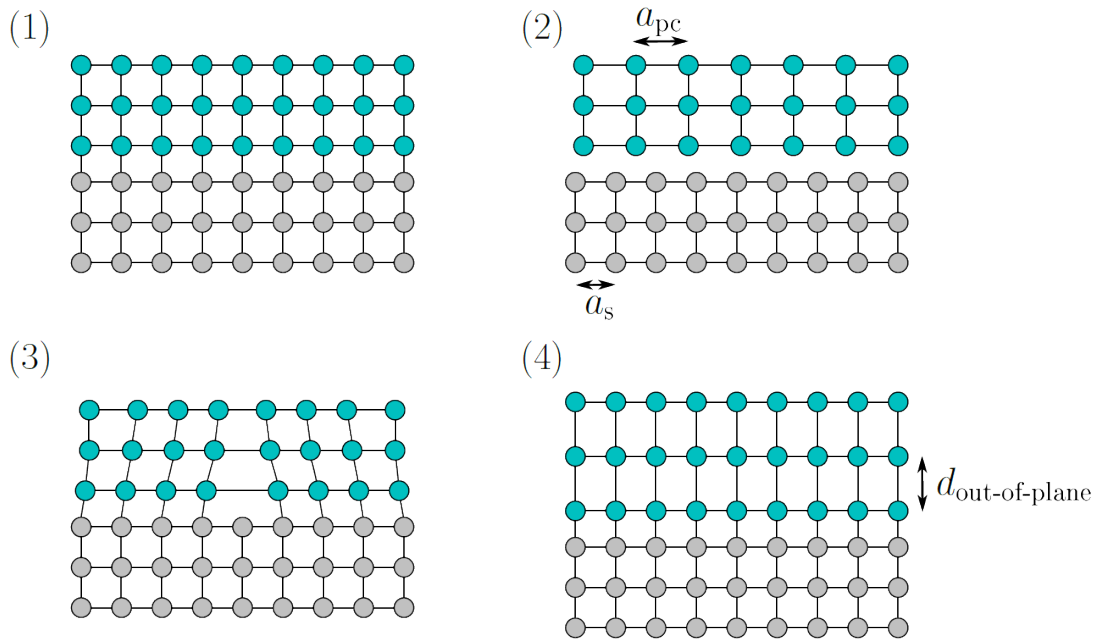 (1)
(2)
a_pc
a_s
(3)
(4)
d_out-of-plane